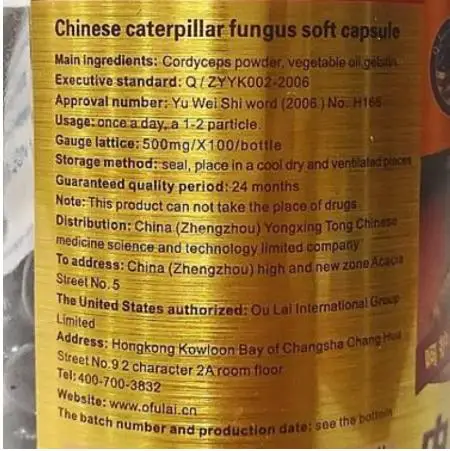 Chinese caterpillar fungus soft capsule
Main ingredients: Cordyceps powder, vegetable oil,gelatin
Executive standard: Q / ZYYK002-2006
Approval number: Yu Wei Shi word (2006 ) No. H166
Usage: once a day, a 1-2 particle.
Gauge lattice: 500mg/X100/bottle
Storage method: seal, place in a cool dry and ventilated places
Guaranteed quality period: 24 months
Note: This product can not take the place of drugs
Distribution: China (Zhengzhou) Yongxing Tong Chinese
medicine science and technology limited company
To address: China (Zhengzhou) high and new zone Acacia
Street No. 5
The United States authorized: Ou Lai International Group
Limited
Address: Hongkong Kowloon Bay of Changsha Chang Hua
Street No.9 2 character 2A room floor
Tel:400-700-3832
Website: www.ofulai.cn
The batch number and production date: see the bottem